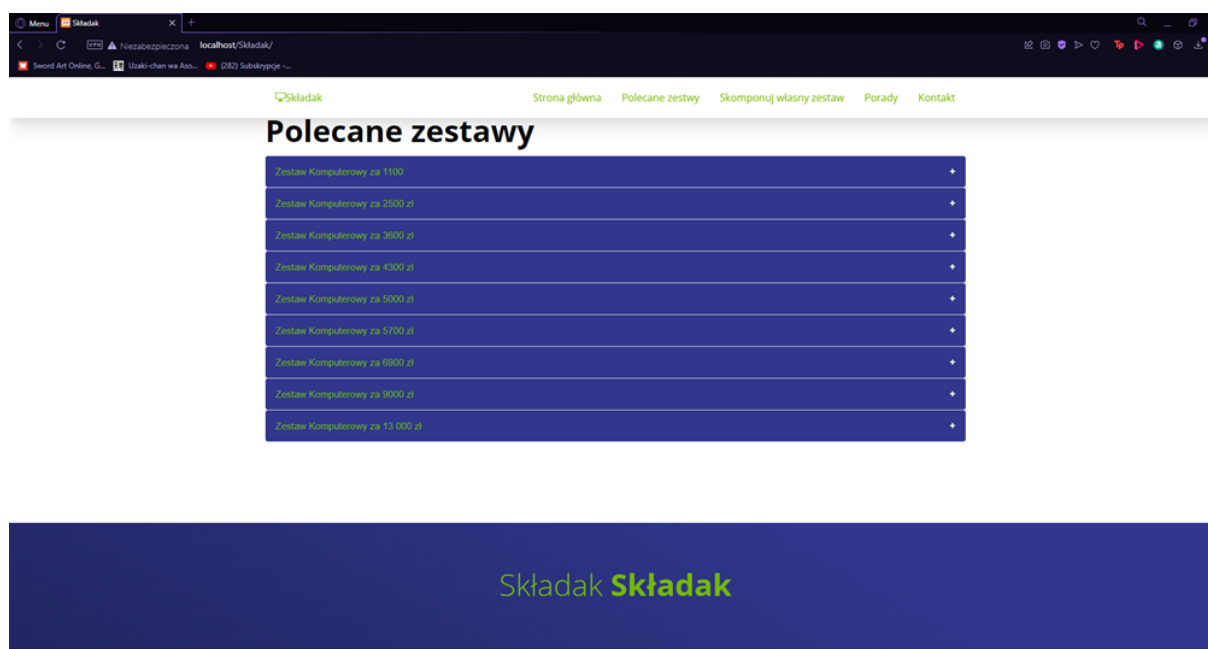 Menu Składak
VPN Niezabezpieczona localhost/Składak/
Sword Art Online, G... Uzaki-chan wa Aso... (282) Subskrypcje -...
Składak Strona główna Polecane zestwy Skomponuj własny zestaw Porady Kontakt
Polecane zestawy
Zestaw Komputerowy za 1100 +
Zestaw Komputerowy za 2500 zł +
Zestaw Komputerowy za 3600 zł +
Zestaw Komputerowy za 4300 zł +
Zestaw Komputerowy za 5000 zł +
Zestaw Komputerowy za 5700 zł +
Zestaw Komputerowy za 6900 zł +
Zestaw Komputerowy za 9000 zł +
Zestaw Komputerowy za 13 000 zł +
Składak Składak